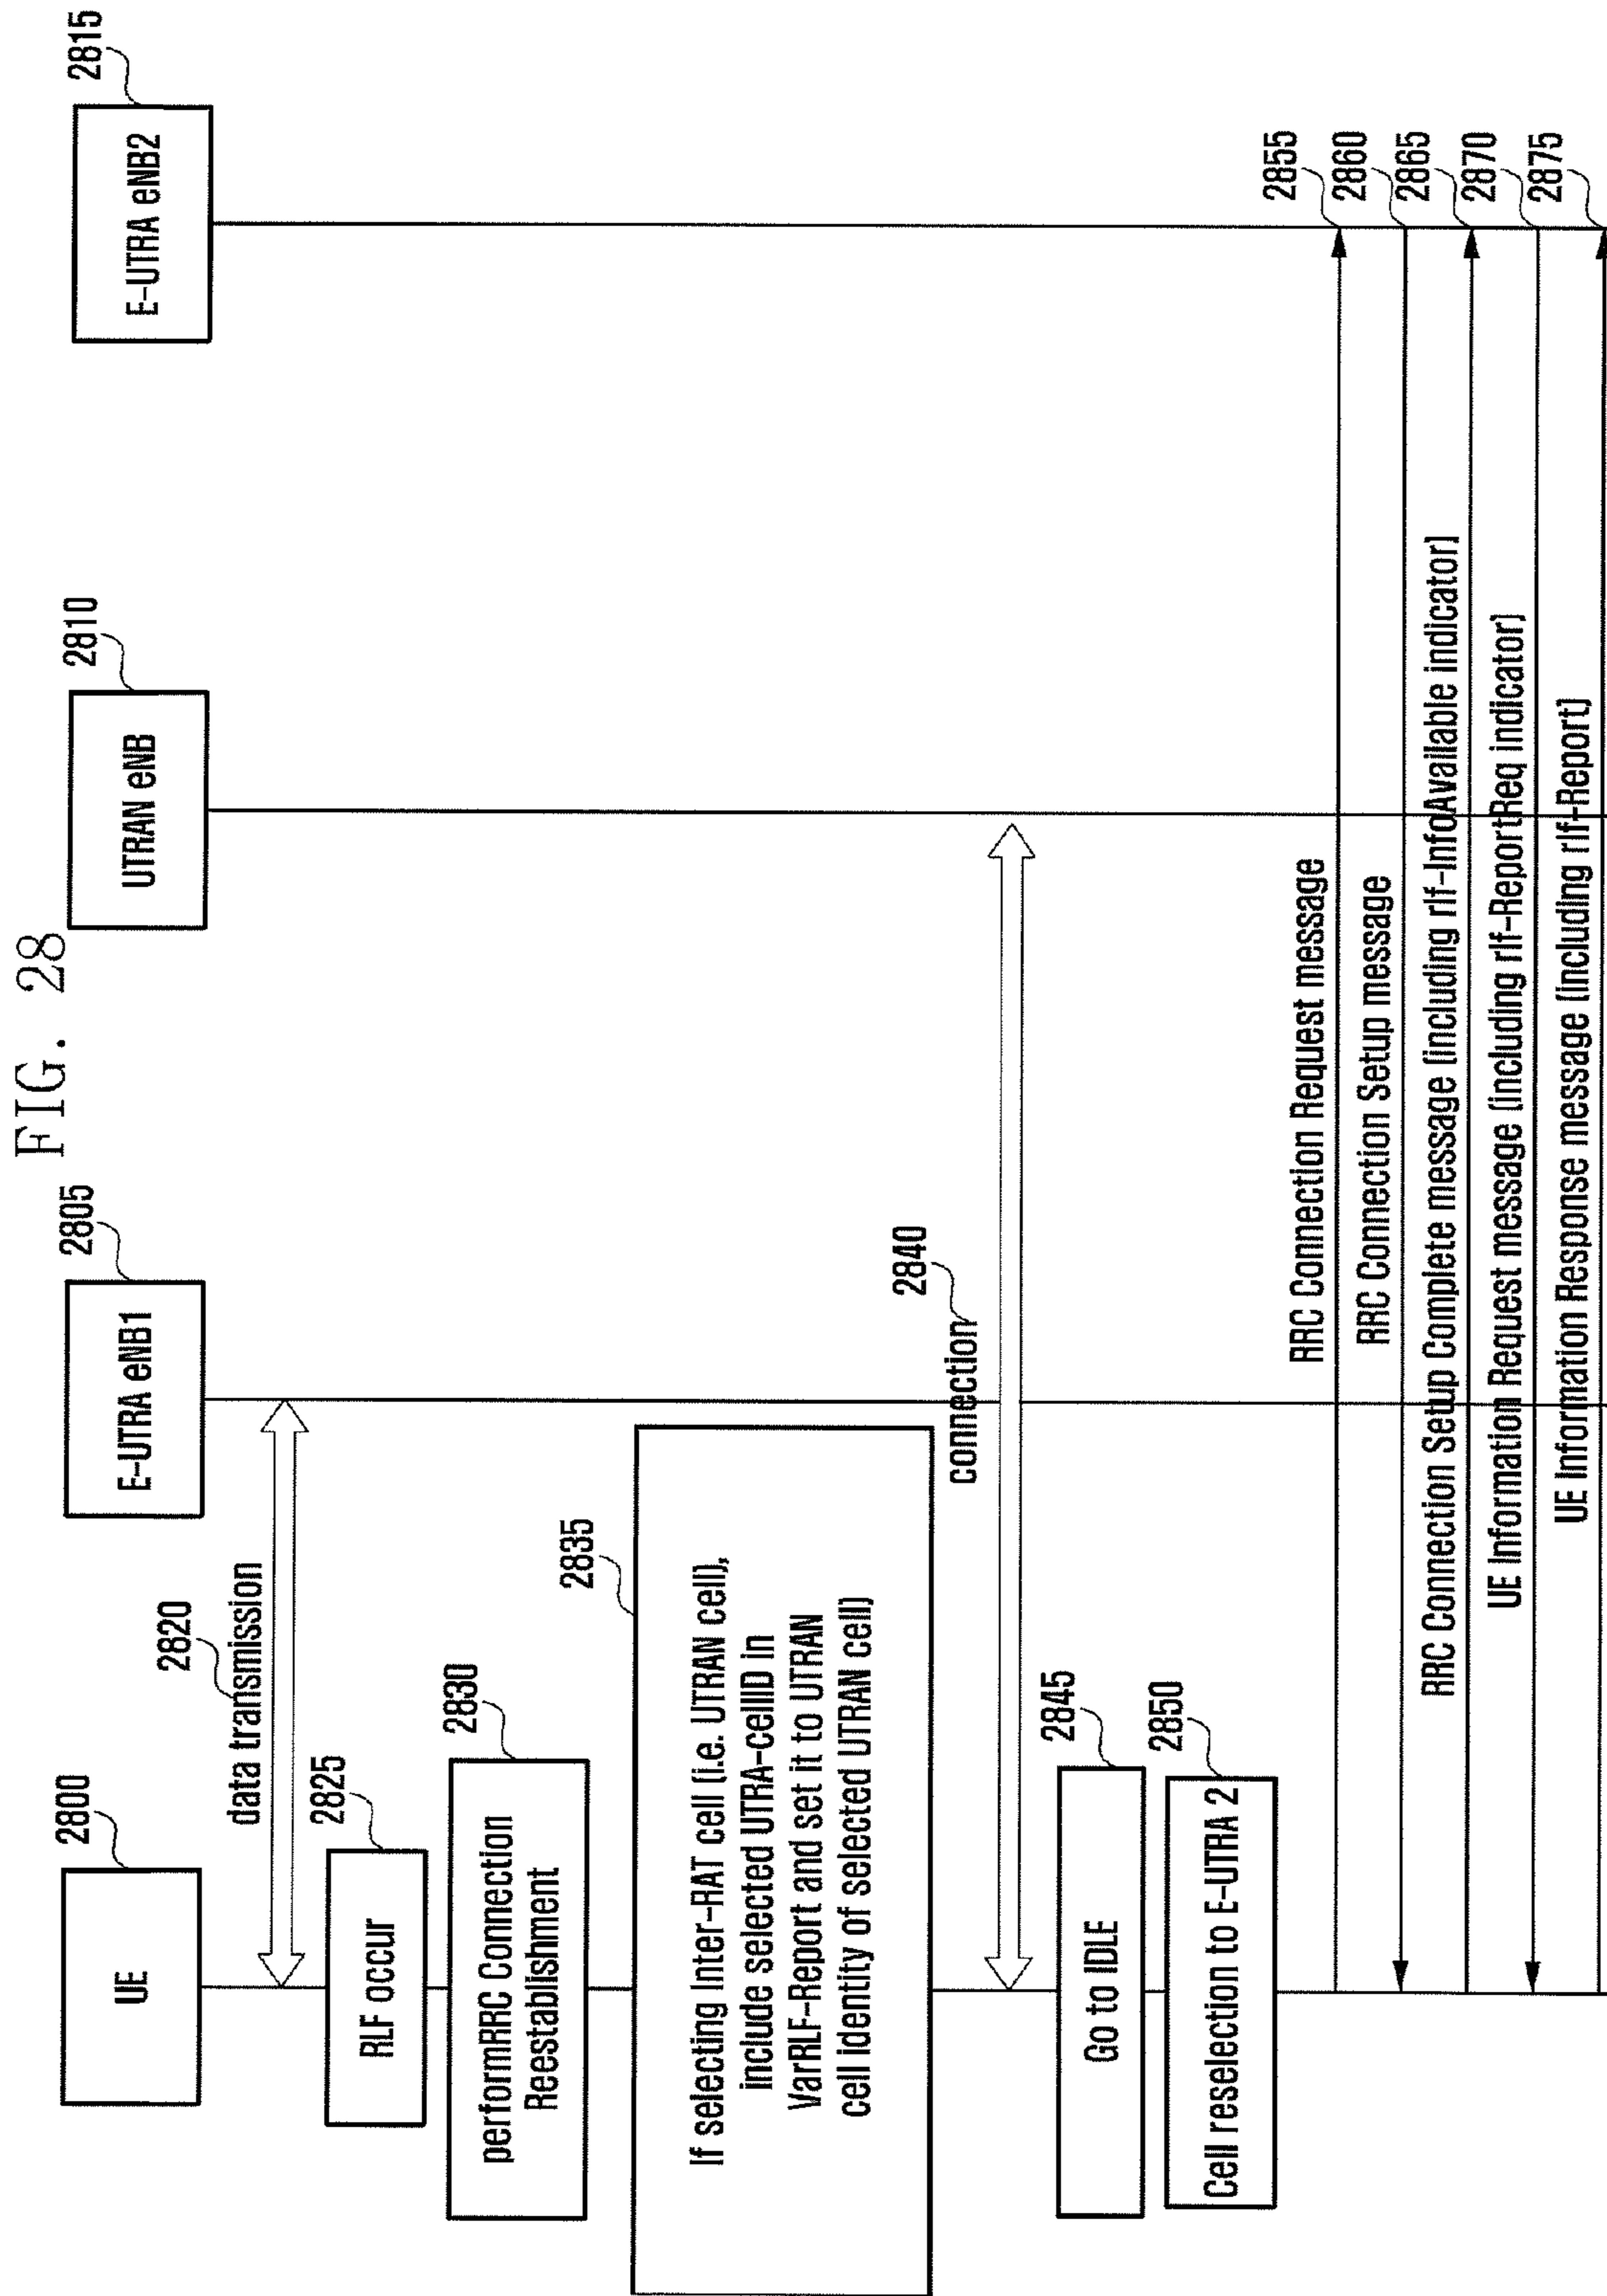 FIG. 28
UE
2800
E-UTRA eNB1
2805
UTRAN eNB
2810
E-UTRA eNB2
2815
data transmission
2820
RLF occur
2825
performRRC Connection
Reestablishment
2830
If selecting Inter-RAT cell (i.e. UTRAN cell),
include selected UTRA-cellID in
VarRLF-Report and set it to UTRAN
cell identity of selected UTRAN cell)
2835
connection
2840
Go to IDLE
2845
Cell reselection to E-UTRA 2
2850
RRC Connection Request message
2855
RRC Connection Setup message
2860
RRC Connection Setup Complete message (including rlf-InfoAvailable indicator)
2865
UE Information Request message (including rlf-ReportReq indicator)
2870
UE Information Response message (including rlf-Report)
2875